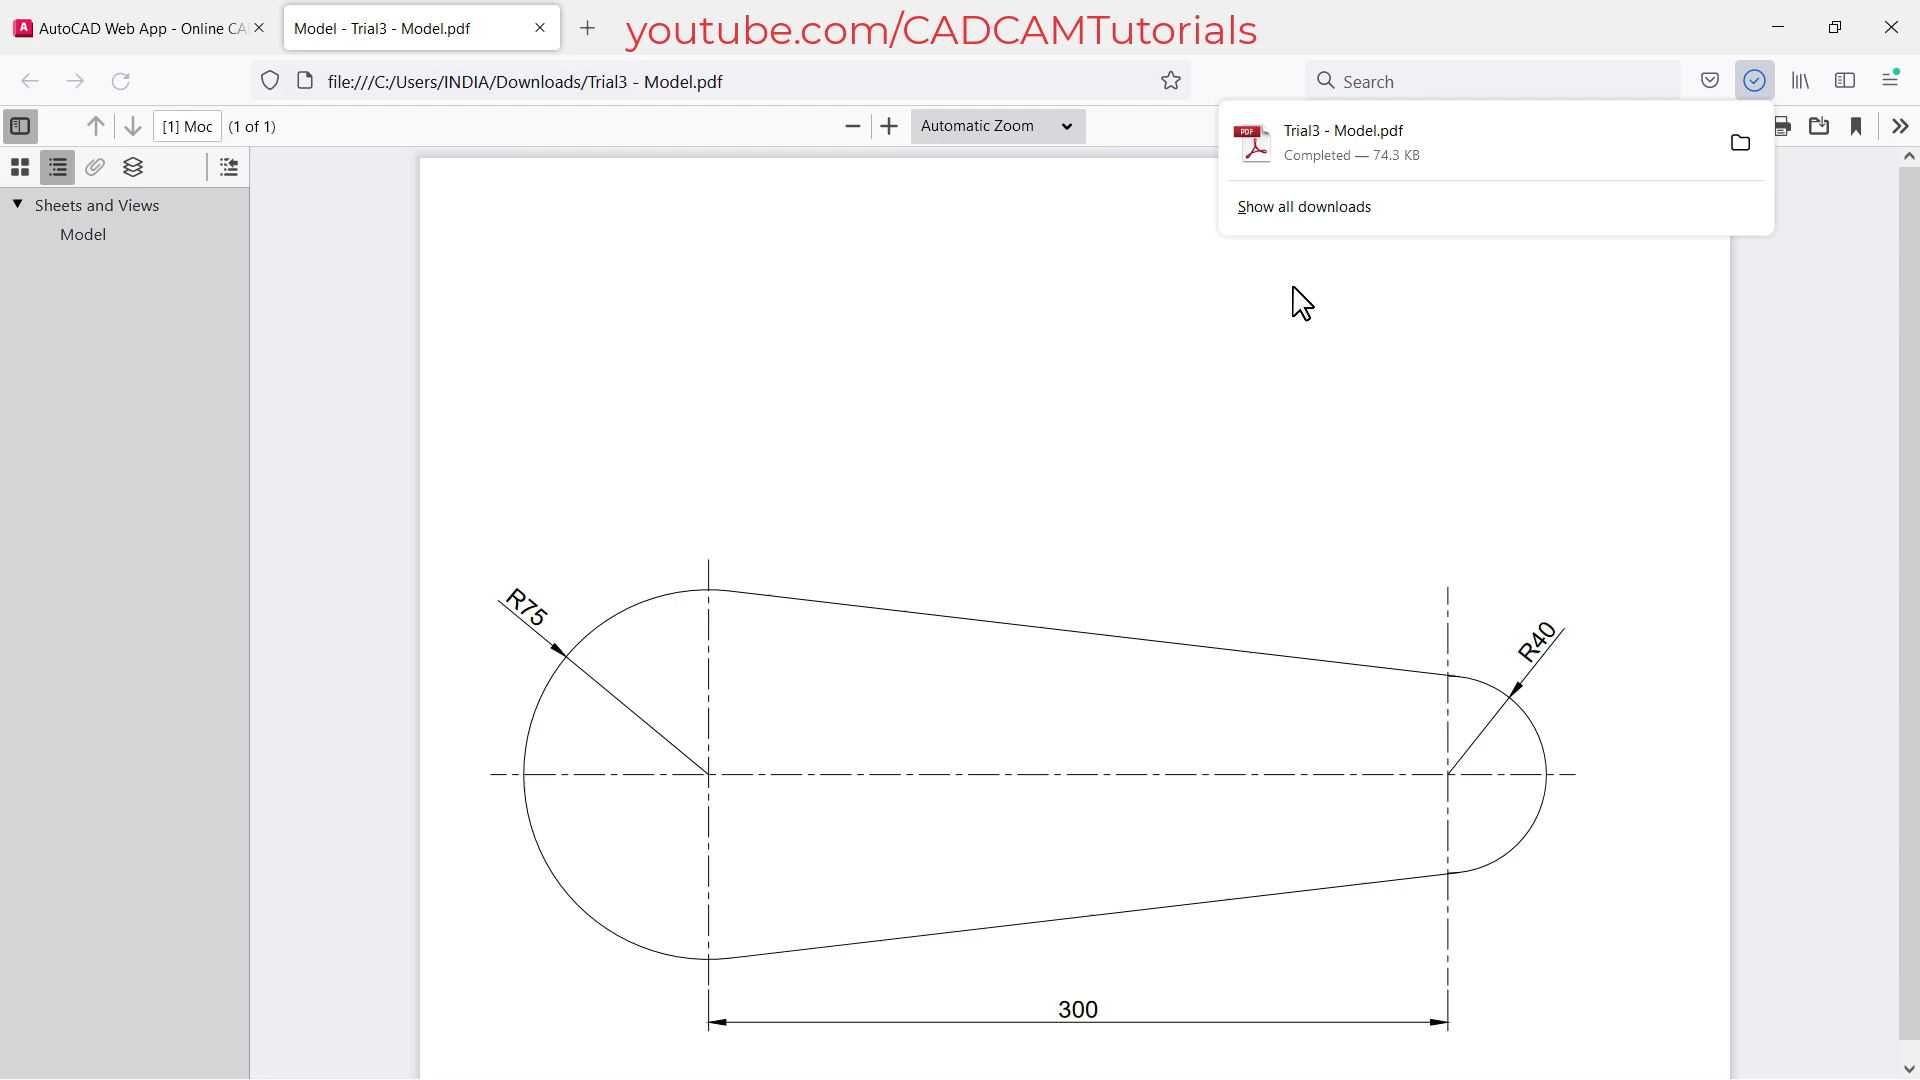 AutoCAD Web App - Online CA
Model - Trial3 - Model.pdf
youtube.com/CADCAMTutorials
file:///C:/Users/INDIA/Downloads/Trial3 - Model.pdf
Search
[1] Moc
(1 of 1)
Automatic Zoom
Trial3 - Model.pdf
Completed — 74.3 KB
Show all downloads
Sheets and Views
Model
R75
R40
300